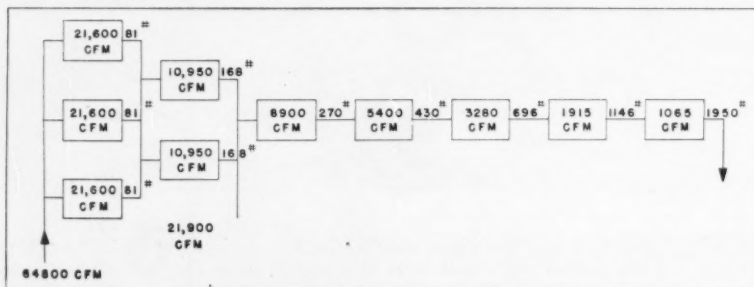 21,600 CFM 81#
21,600 CFM 81#
21,600 CFM 81#
64800 CFM
10,950 CFM 168#
10,950 CFM 168#
21,900 CFM
8900 CFM 270#
5400 CFM 430#
3280 CFM 696#
1915 CFM 1146#
1065 CFM 1950#